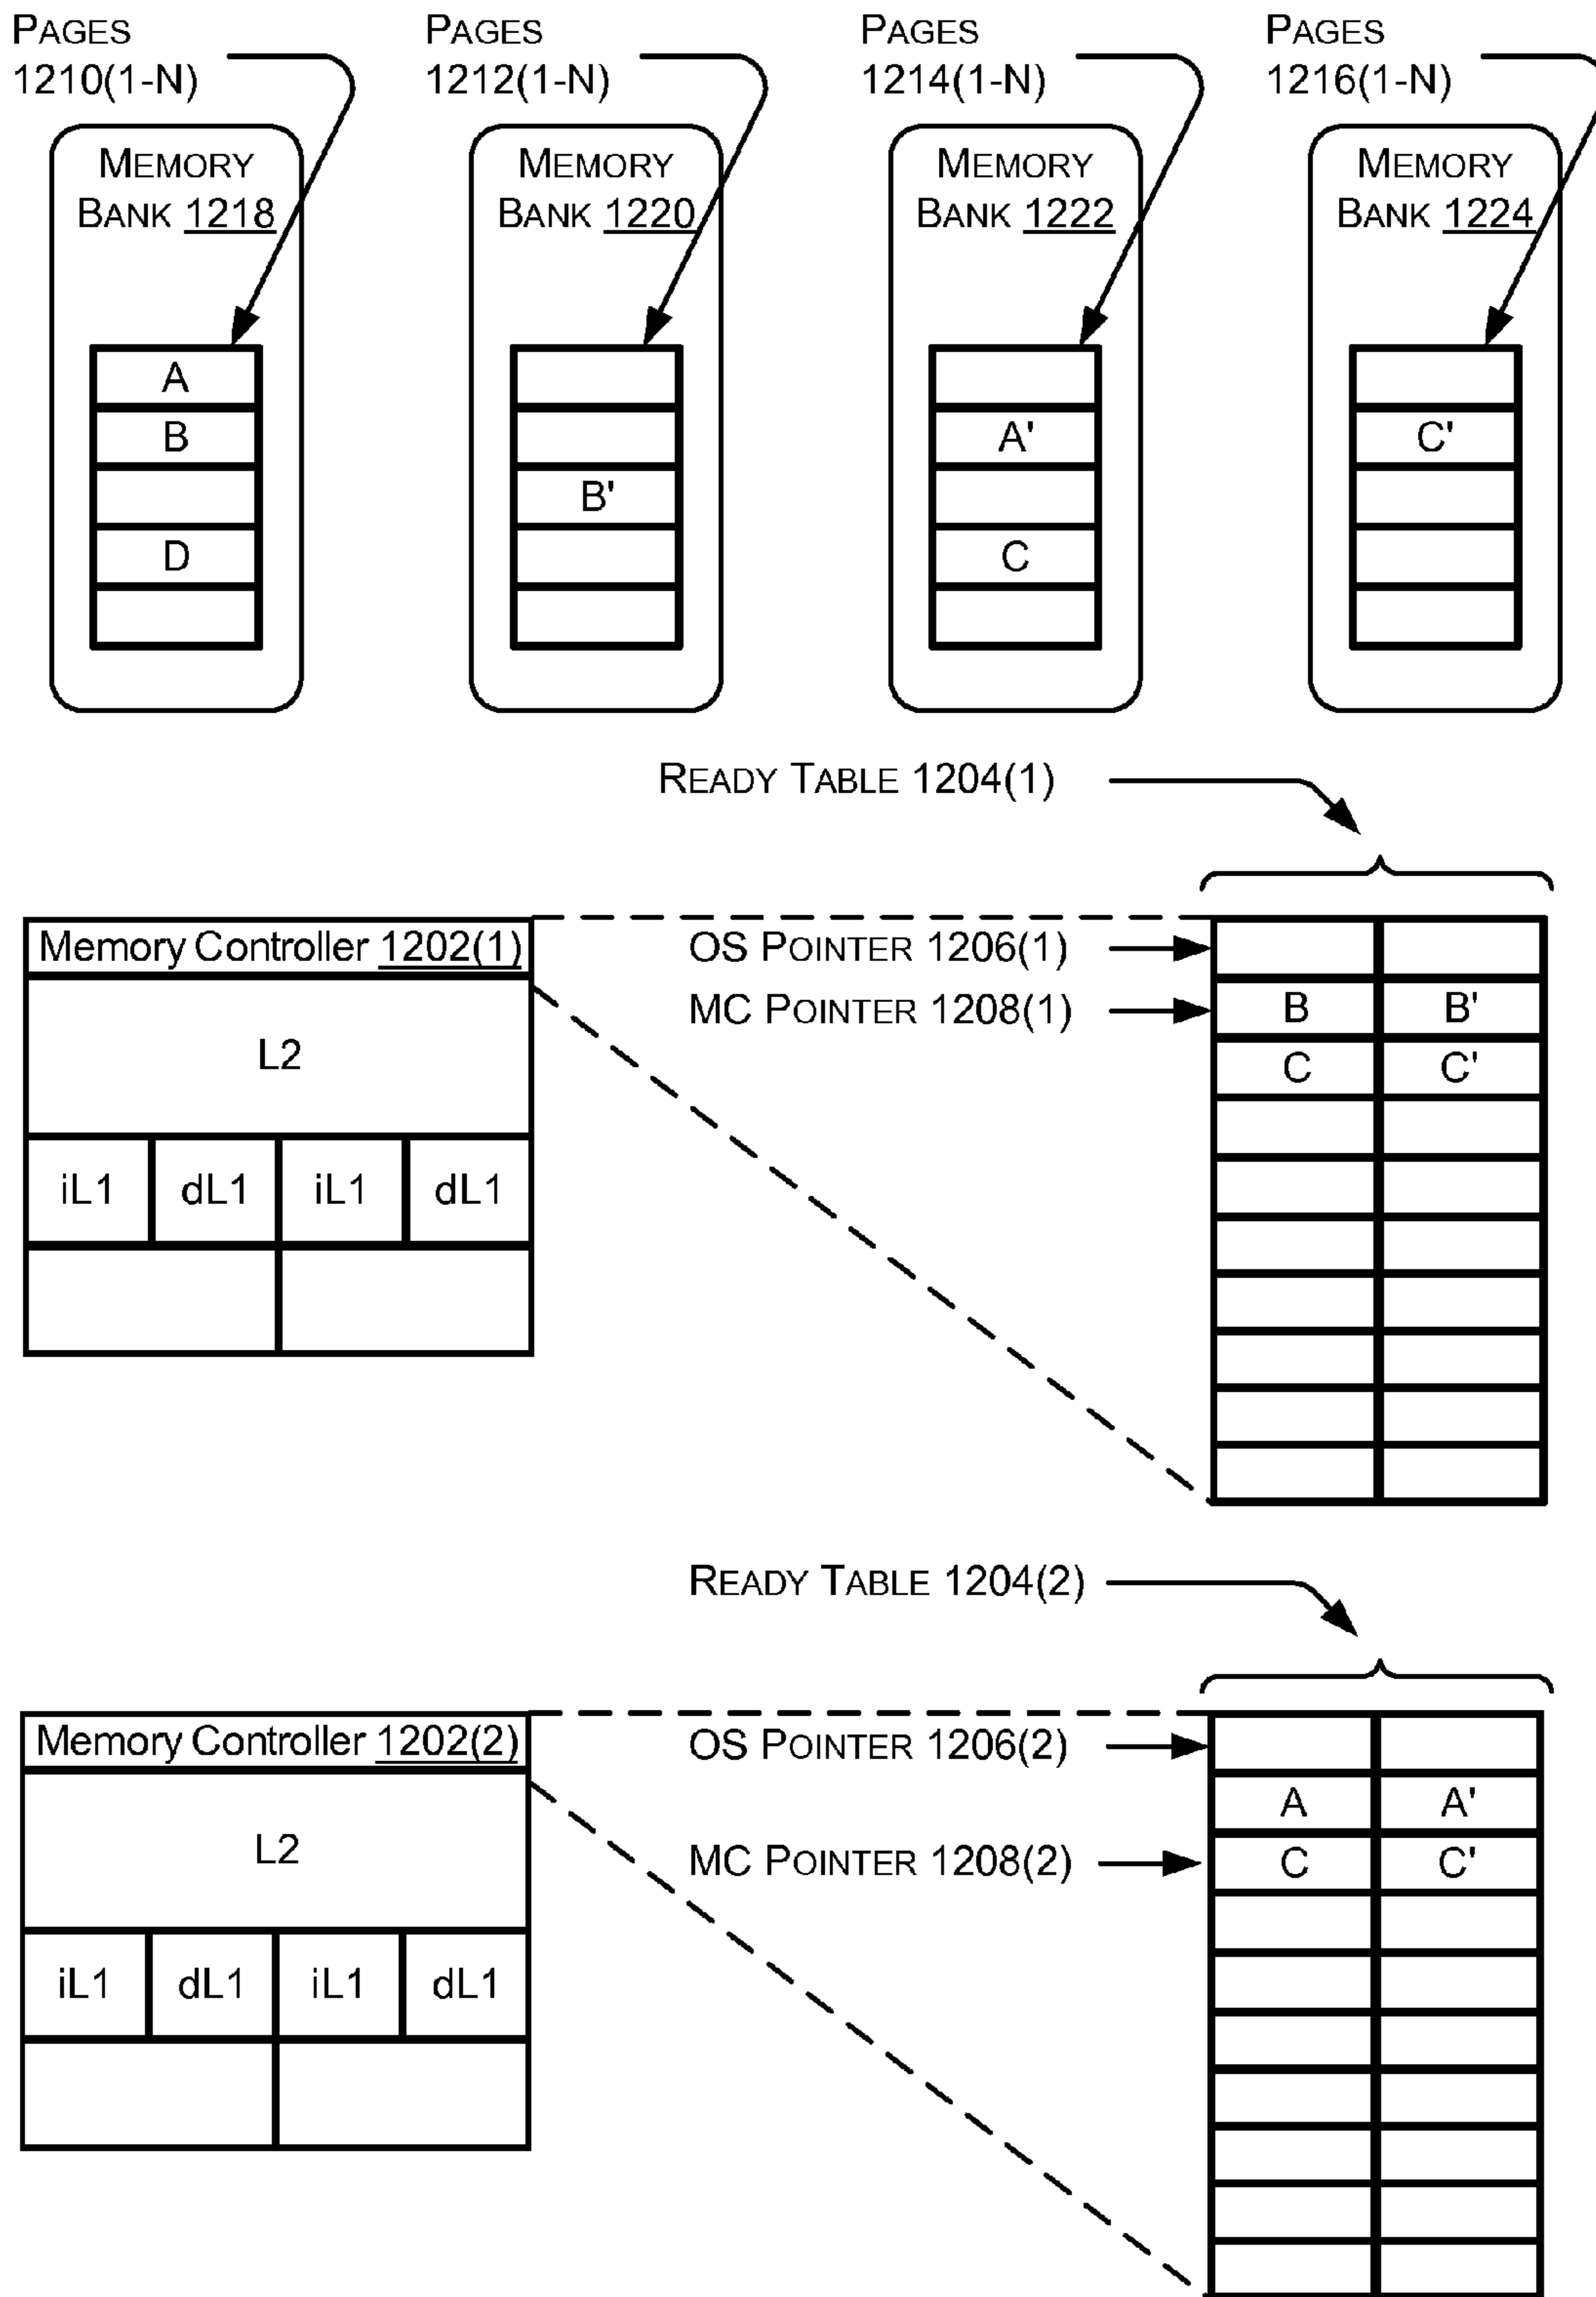 PAGES
1210(1-N)
PAGES
1212(1-N)
PAGES
1214(1-N)
PAGES
1216(1-N)
MEMORY
BANK 1218
MEMORY
BANK 1220
MEMORY
BANK 1222
MEMORY
BANK 1224
A
B
D
B'
A'
C
C'
READY TABLE 1204(1)
Memory Controller 1202(1)
L2
iL1 dL1 iL1 dL1
OS POINTER 1206(1)
MC POINTER 1208(1)
B B'
C C'
READY TABLE 1204(2)
Memory Controller 1202(2)
L2
iL1 dL1 iL1 dL1
OS POINTER 1206(2)
MC POINTER 1208(2)
A A'
C C'